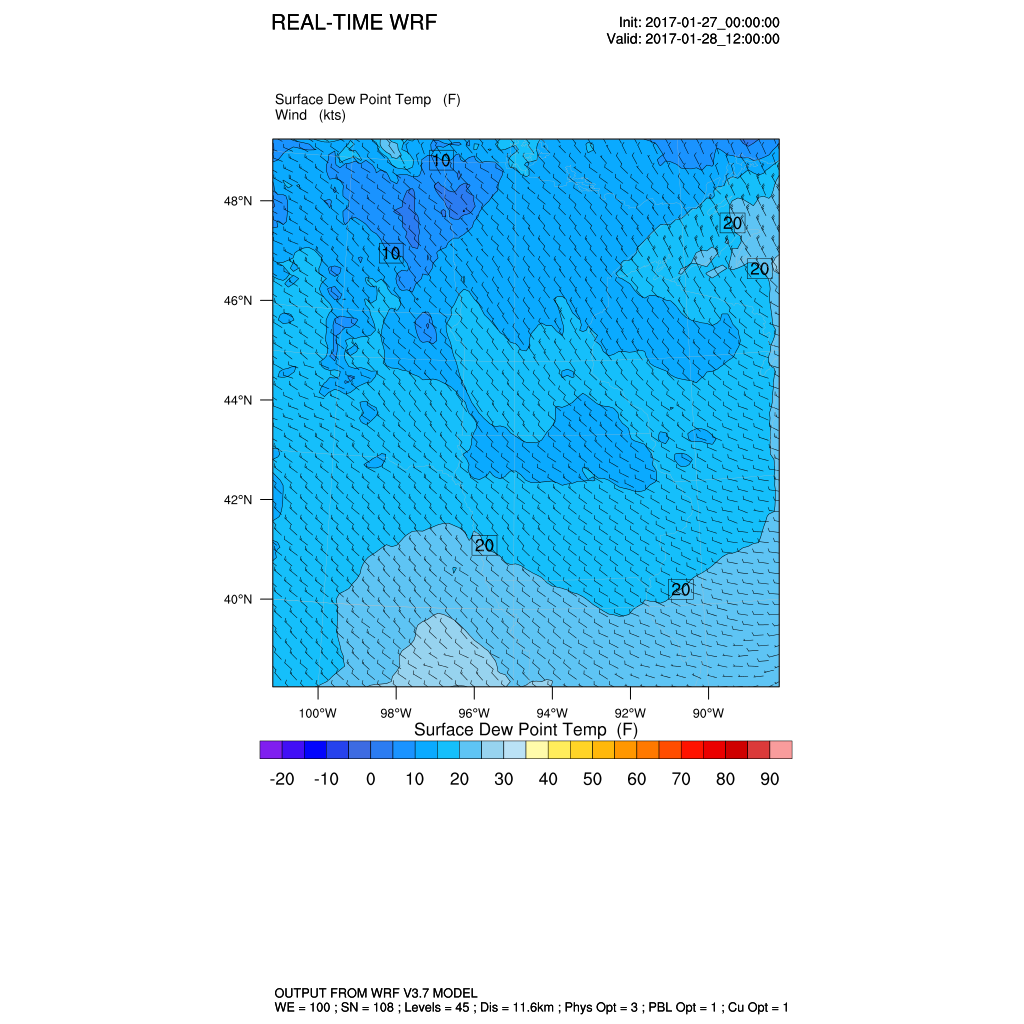 REAL-TIME WRF
Init: 2017-01-27_00:00:00
Valid: 2017-01-28_12:00:00
Surface Dew Point Temp (F)
Wind (kts)
10
48°N
20
10
20
46°N
44°N
42°N
20
20
40°N
100°W 98°W 96°W 94°W 92°W 90°W
Surface Dew Point Temp (F)
-20 -10 0 10 20 30 40 50 60 70 80 90
OUTPUT FROM WRF V3.7 MODEL
WE = 100 ; SN = 108 ; Levels = 45 ; Dis = 11.6km ; Phys Opt = 3 ; PBL Opt = 1 ; Cu Opt = 1